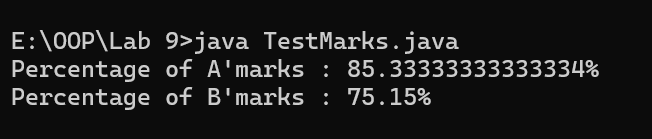 E:\OOP\Lab 9>java TestMarks.java
Percentage of A'marks : 85.33333333333334%
Percentage of B'marks : 75.15%